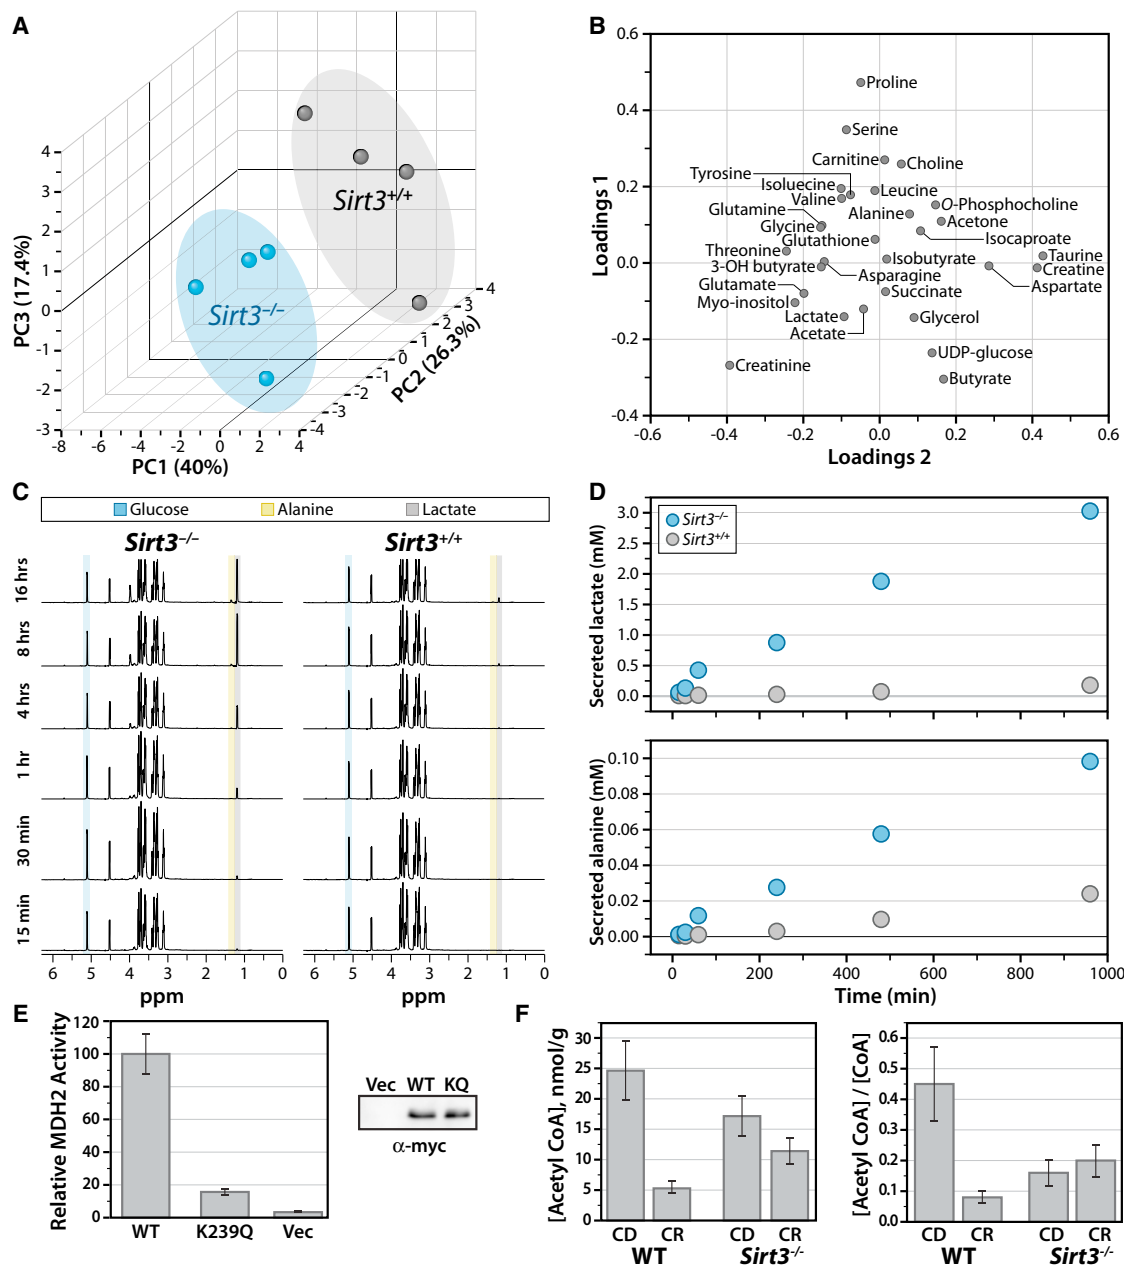 A
4
3
2
1
0
-1
-2
-3
PC3 (17.4%)
-8 -6 -4 -2 0 2 4
PC1 (40%)
-4 -3 -2 -1 0 1 2 3 4
PC2 (26.3%)
Sirt3+/+
Sirt3–/–
B
0.6
0.4
0.2
0.0
-0.2
-0.4
Loadings 1
-0.6 -0.4 -0.2 0.0 0.2 0.4 0.6
Loadings 2
Proline
Serine
Carnitine
Choline
Tyrosine
Isoluecine
Leucine
Valine
O-Phosphocholine
Glutamine
Alanine
Acetone
Glycine
Isocaproate
Glutathione
Threonine
Isobutyrate
Taurine
3-OH butyrate
Asparagine
Creatine
Glutamate
Aspartate
Succinate
Myo-inositol
Lactate
Glycerol
Acetate
UDP-glucose
Creatinine
Butyrate
C
Glucose Alanine Lactate
Sirt3–/– Sirt3+/+
16 hrs
8 hrs
4 hrs
1 hr
30 min
15 min
6 5 4 3 2 1 0 6 5 4 3 2 1 0
ppm ppm
D
Sirt3–/–
Sirt3+/+
3.0
2.5
2.0
1.5
1.0
0.5
0.0
Secreted lactate (mM)
0.10
0.08
0.06
0.04
0.02
0.00
Secreted alanine (mM)
0 200 400 600 800 1000
Time (min)
E
120
100
80
60
40
20
0
Relative MDH2 Activity
WT K239Q Vec
Vec WT KQ
α-myc
F
30
25
20
15
10
5
0
[Acetyl CoA], nmol/g
CD CR CD CR
WT Sirt3-/-
0.6
0.5
0.4
0.3
0.2
0.1
0.0
[Acetyl CoA] / [CoA]
CD CR CD CR
WT Sirt3-/-